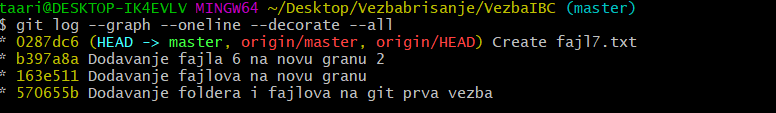 taari@DESKTOP-IK4EVLV MINGW64 ~/Desktop/Vezbabrisanje/VezbaIBC (master)
$ git log --graph --oneline --decorate --all
* 0287dc6 (HEAD -> master, origin/master, origin/HEAD) Create fajl7.txt
* b397a8a Dodavanje fajla 6 na novu granu 2
* 163e511 Dodavanje fajlova na novu granu
* 570655b Dodavanje foldera i fajlova na git prva vezba